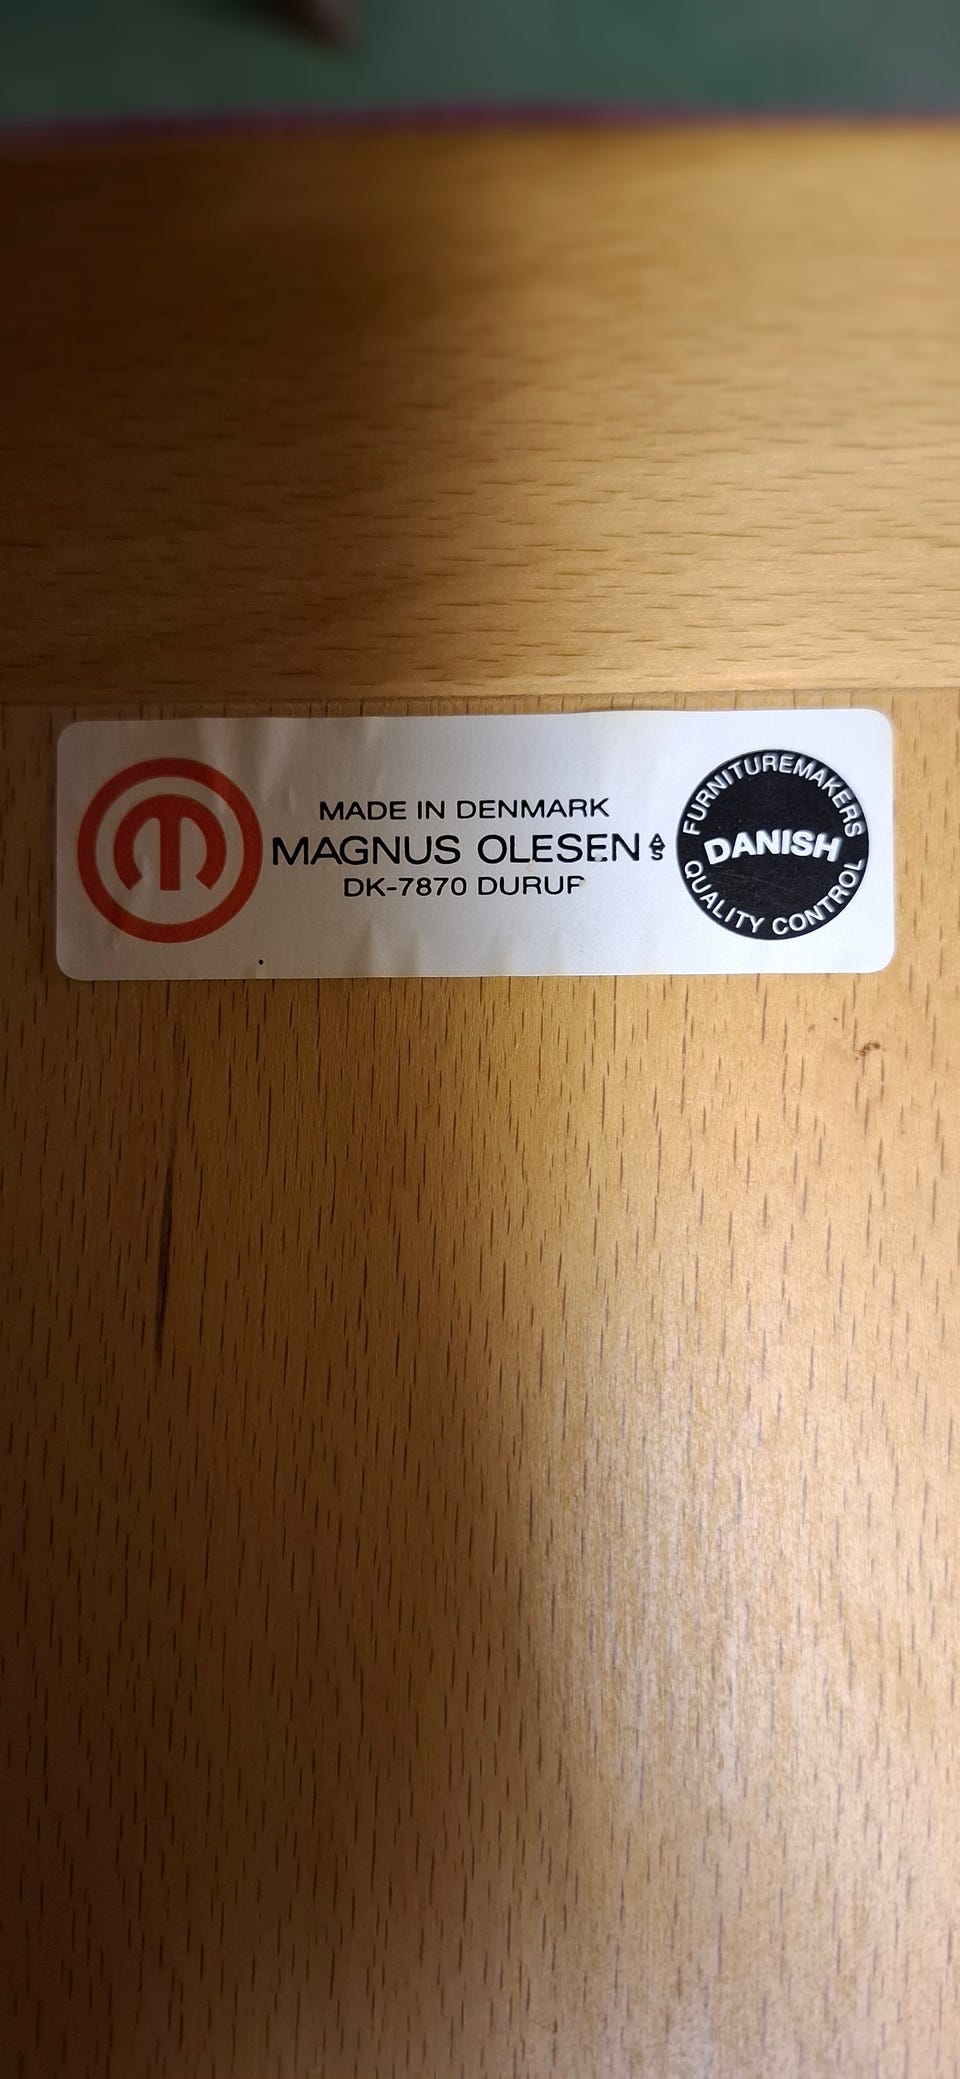 MADE IN DENMARK
MAGNUS OLESEN A/S
DK-7870 DURUP
FURNITUREMAKERS
DANISH
QUALITY CONTROL